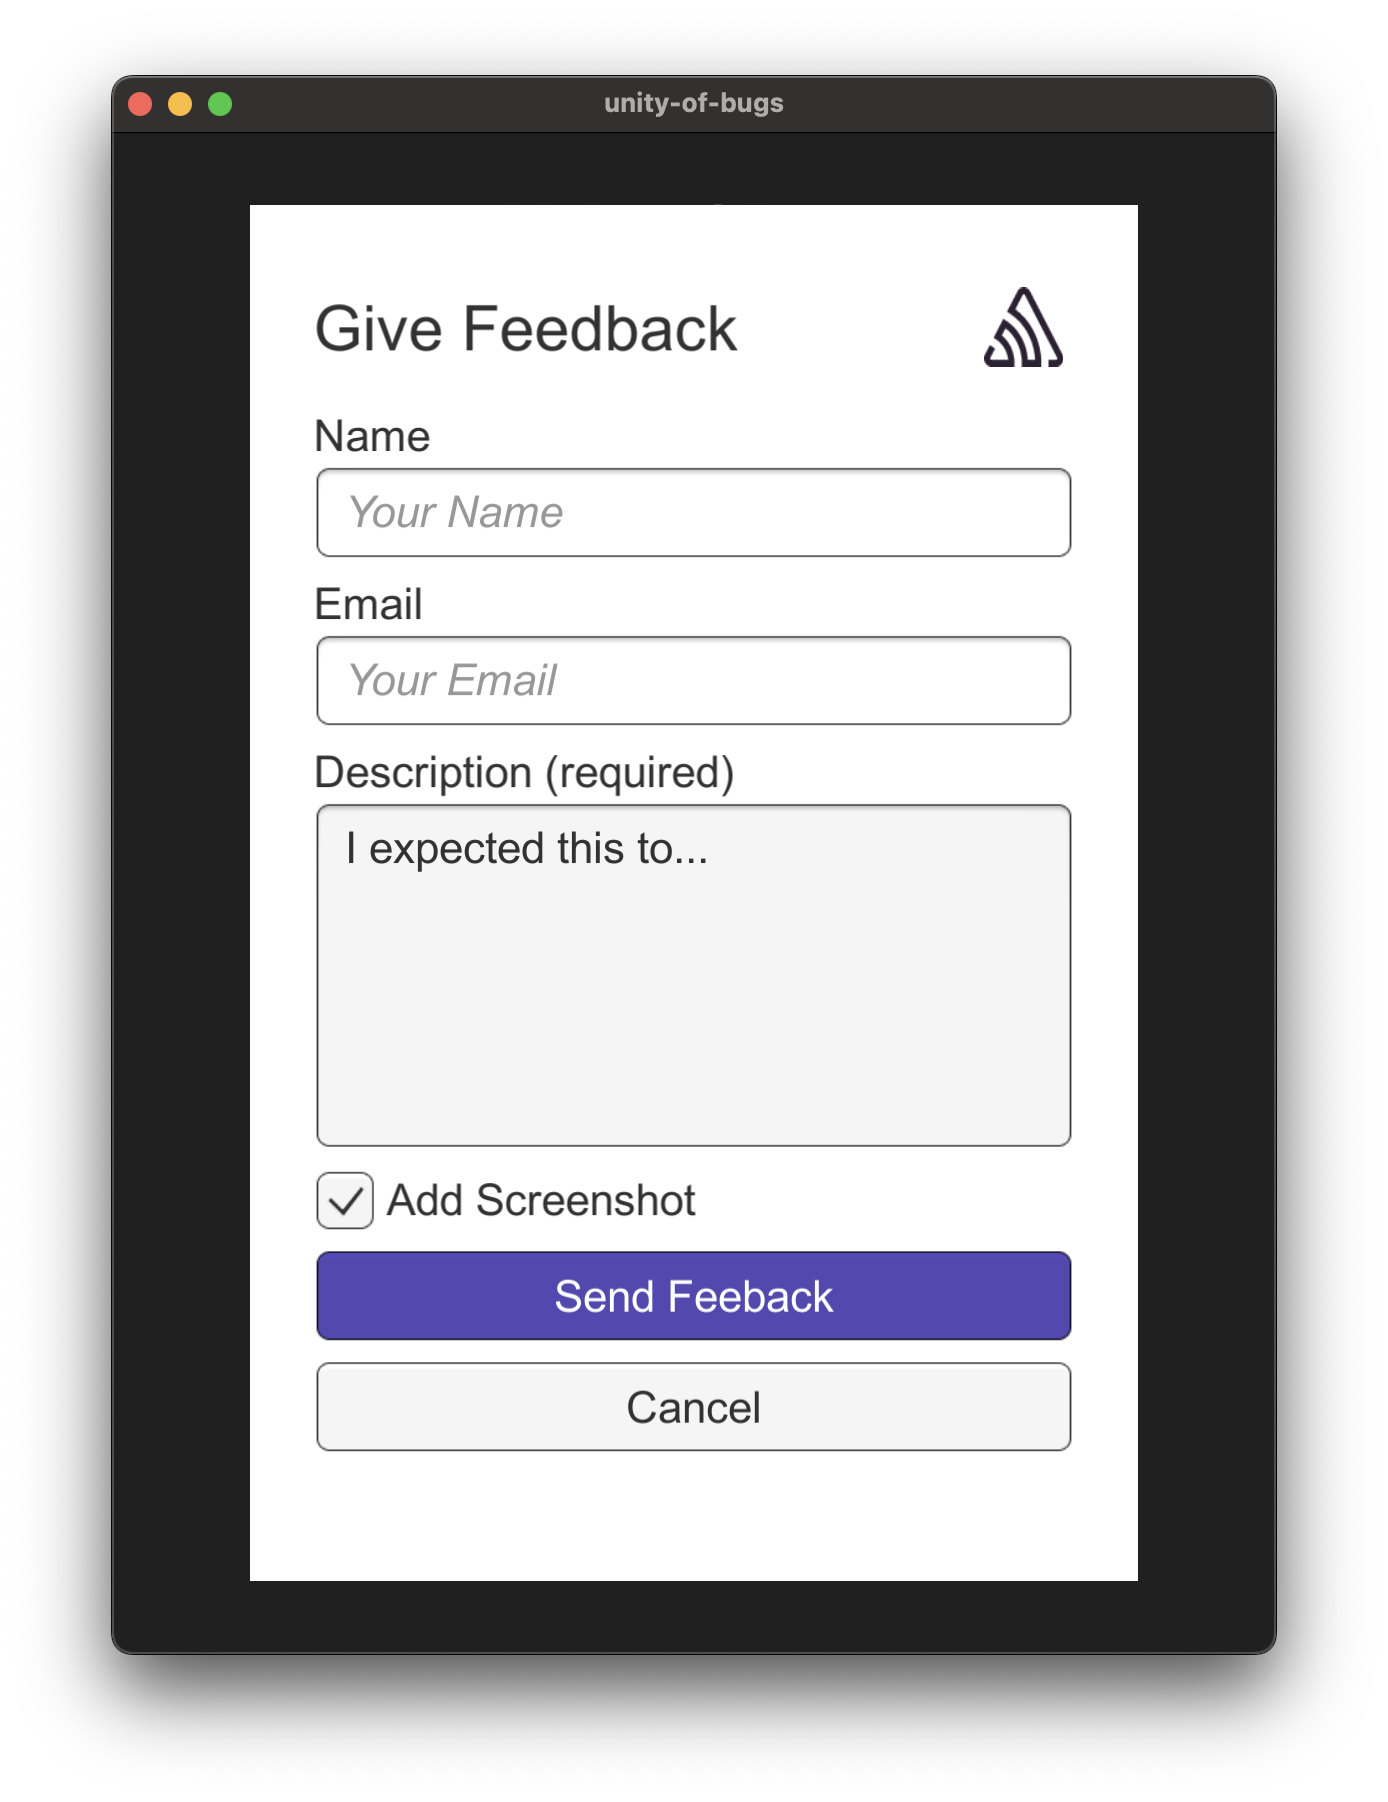 unity-of-bugs
Give Feedback
Name
Your Name
Email
Your Email
Description (required)
I expected this to...
Add Screenshot
Send Feeback
Cancel